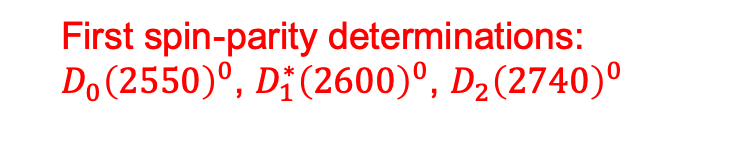 First spin-parity determinations:
D₀(2550)⁰, D₁*(2600)⁰, D₂(2740)⁰